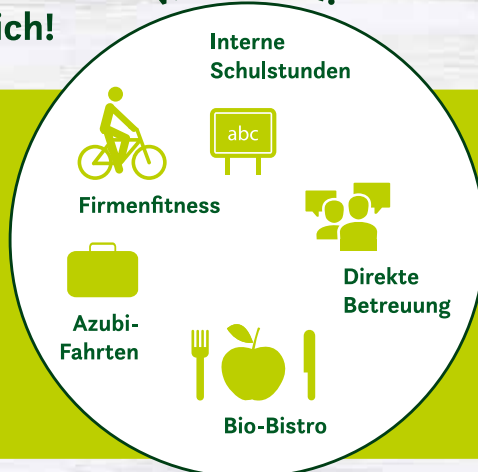 ich!
Interne
Schulstunden
abc
Firmenfitness
Direkte
Betreuung
Azubi-
Fahrten
Bio-Bistro